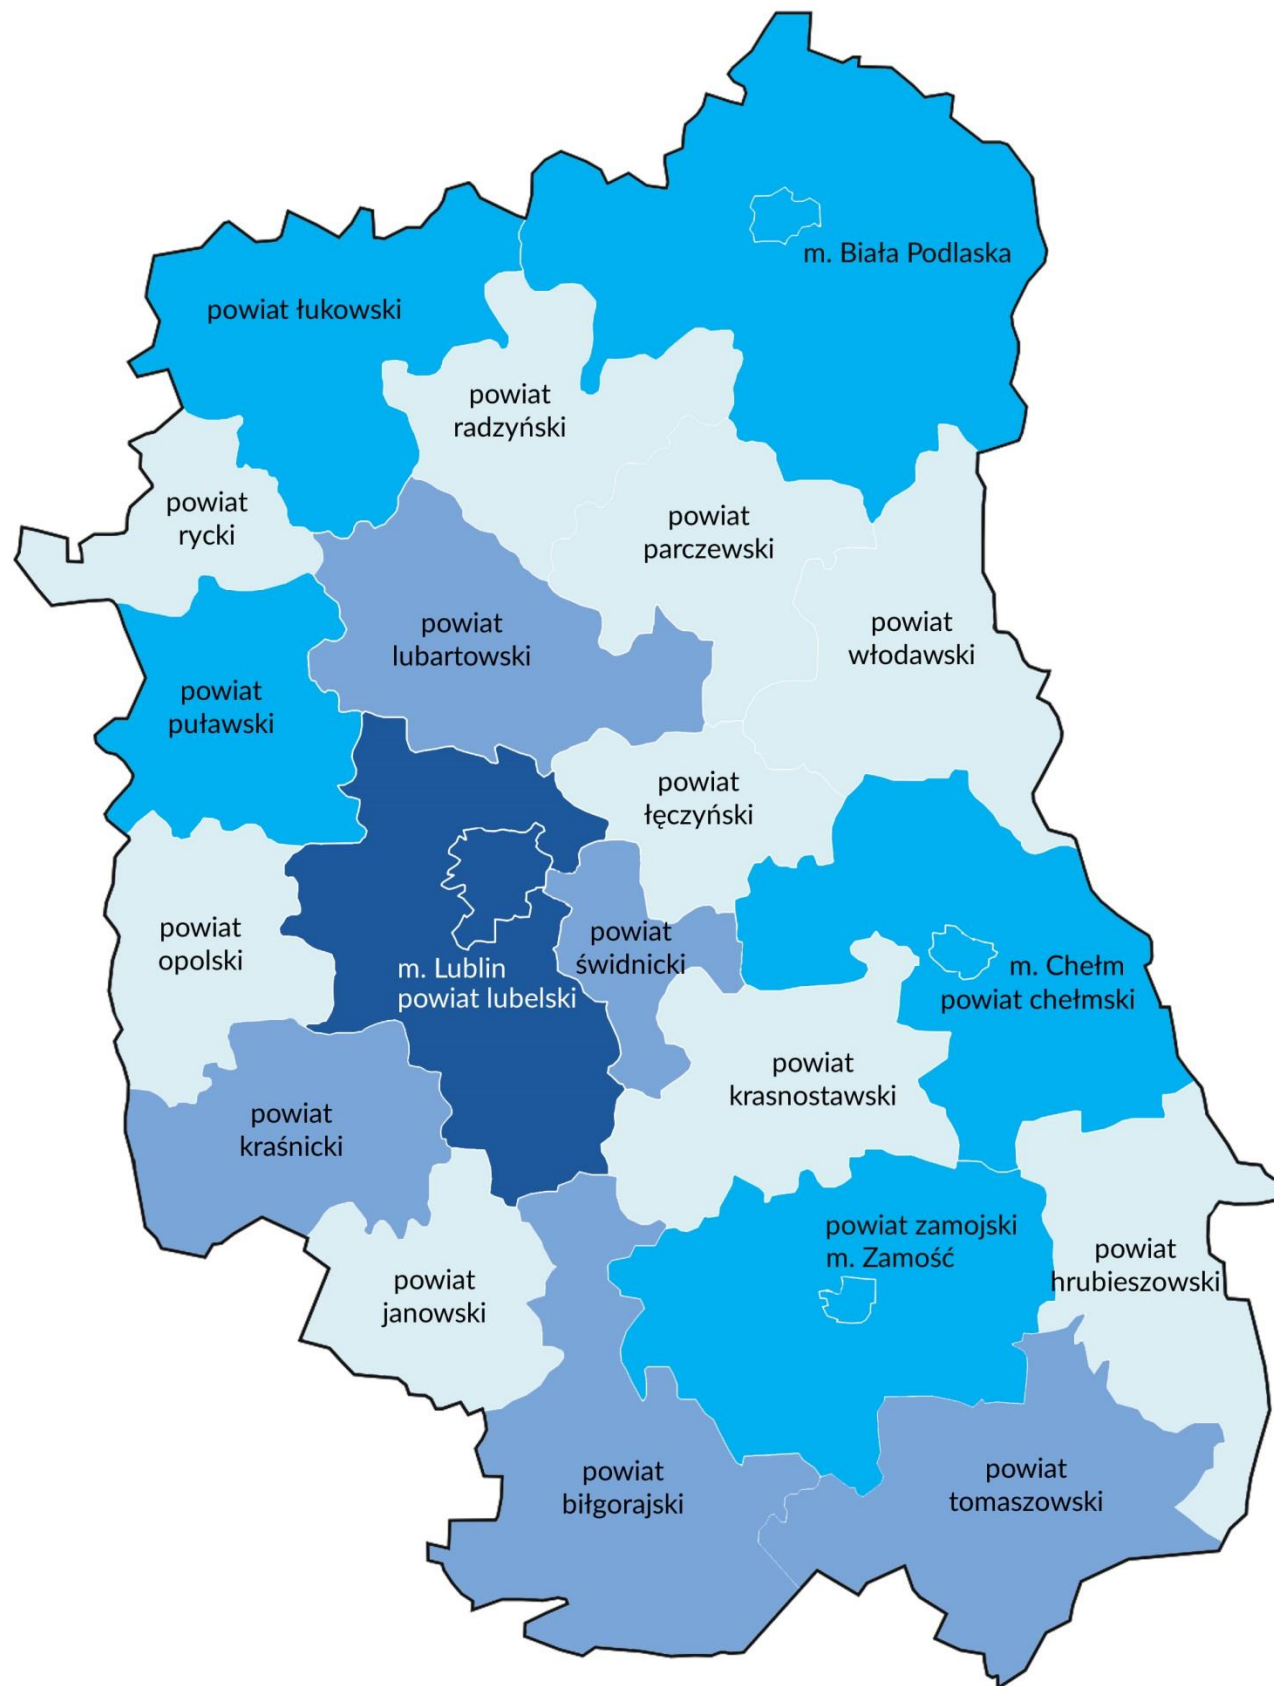 m. Biała Podlaska
powiat łukowski
powiat
radzyński
powiat
rycki
powiat
parczewski
powiat
lubartowski
powiat
włodawski
powiat
puławski
powiat
łęczyński
powiat
opolski
powiat
świdnicki
m. Lublin
powiat lubelski
m. Chełm
powiat chełmski
powiat
krasnostawski
powiat
kraśnicki
powiat zamojski
m. Zamość
powiat
hrubieszowski
powiat
janowski
powiat
biłgorajski
powiat
tomaszowski